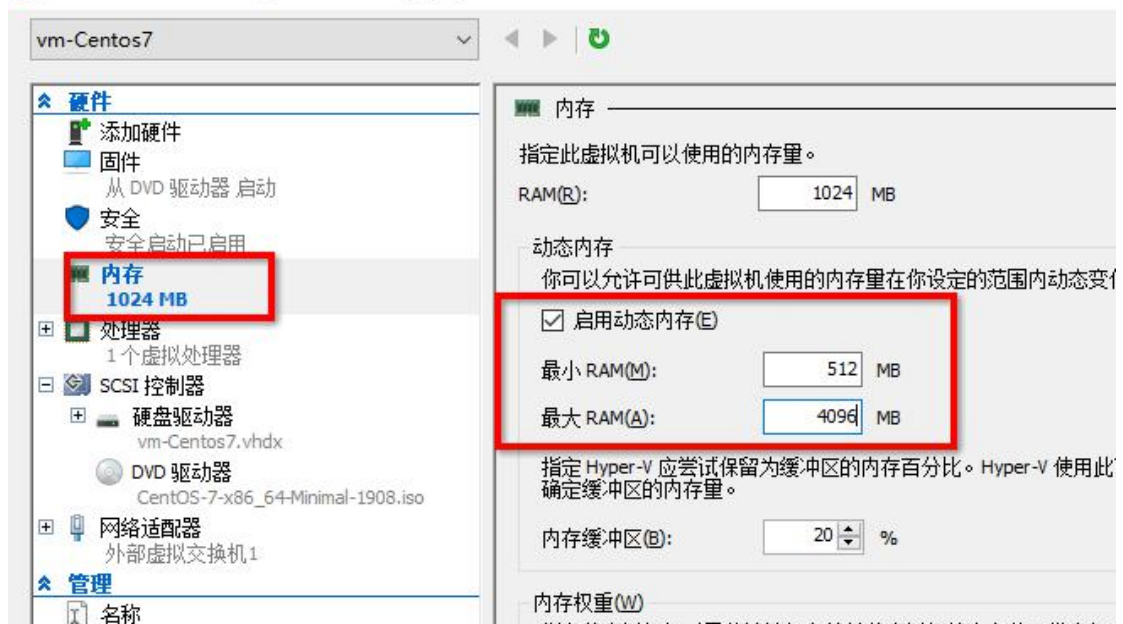 vm-Centos7
硬件
添加硬件
固件
从 DVD 驱动器 启动
安全
安全启动已启用
内存
1024 MB
处理器
1 个虚拟处理器
SCSI 控制器
硬盘驱动器
vm-Centos7.vhdx
DVD 驱动器
CentOS-7-x86_64-Minimal-1908.iso
网络适配器
外部虚拟交换机1
管理
名称
内存
指定此虚拟机可以使用的内存量。
RAM(R): 1024 MB
动态内存
你可以允许可供此虚拟机使用的内存量在你设定的范围内动态变
启用动态内存(E)
最小 RAM(M): 512 MB
最大 RAM(A): 4096 MB
指定 Hyper-V 应尝试保留为缓冲区的内存百分比。Hyper-V 使用此
确定缓冲区的内存量。
内存缓冲区(B): 20 %
内存权重(W)